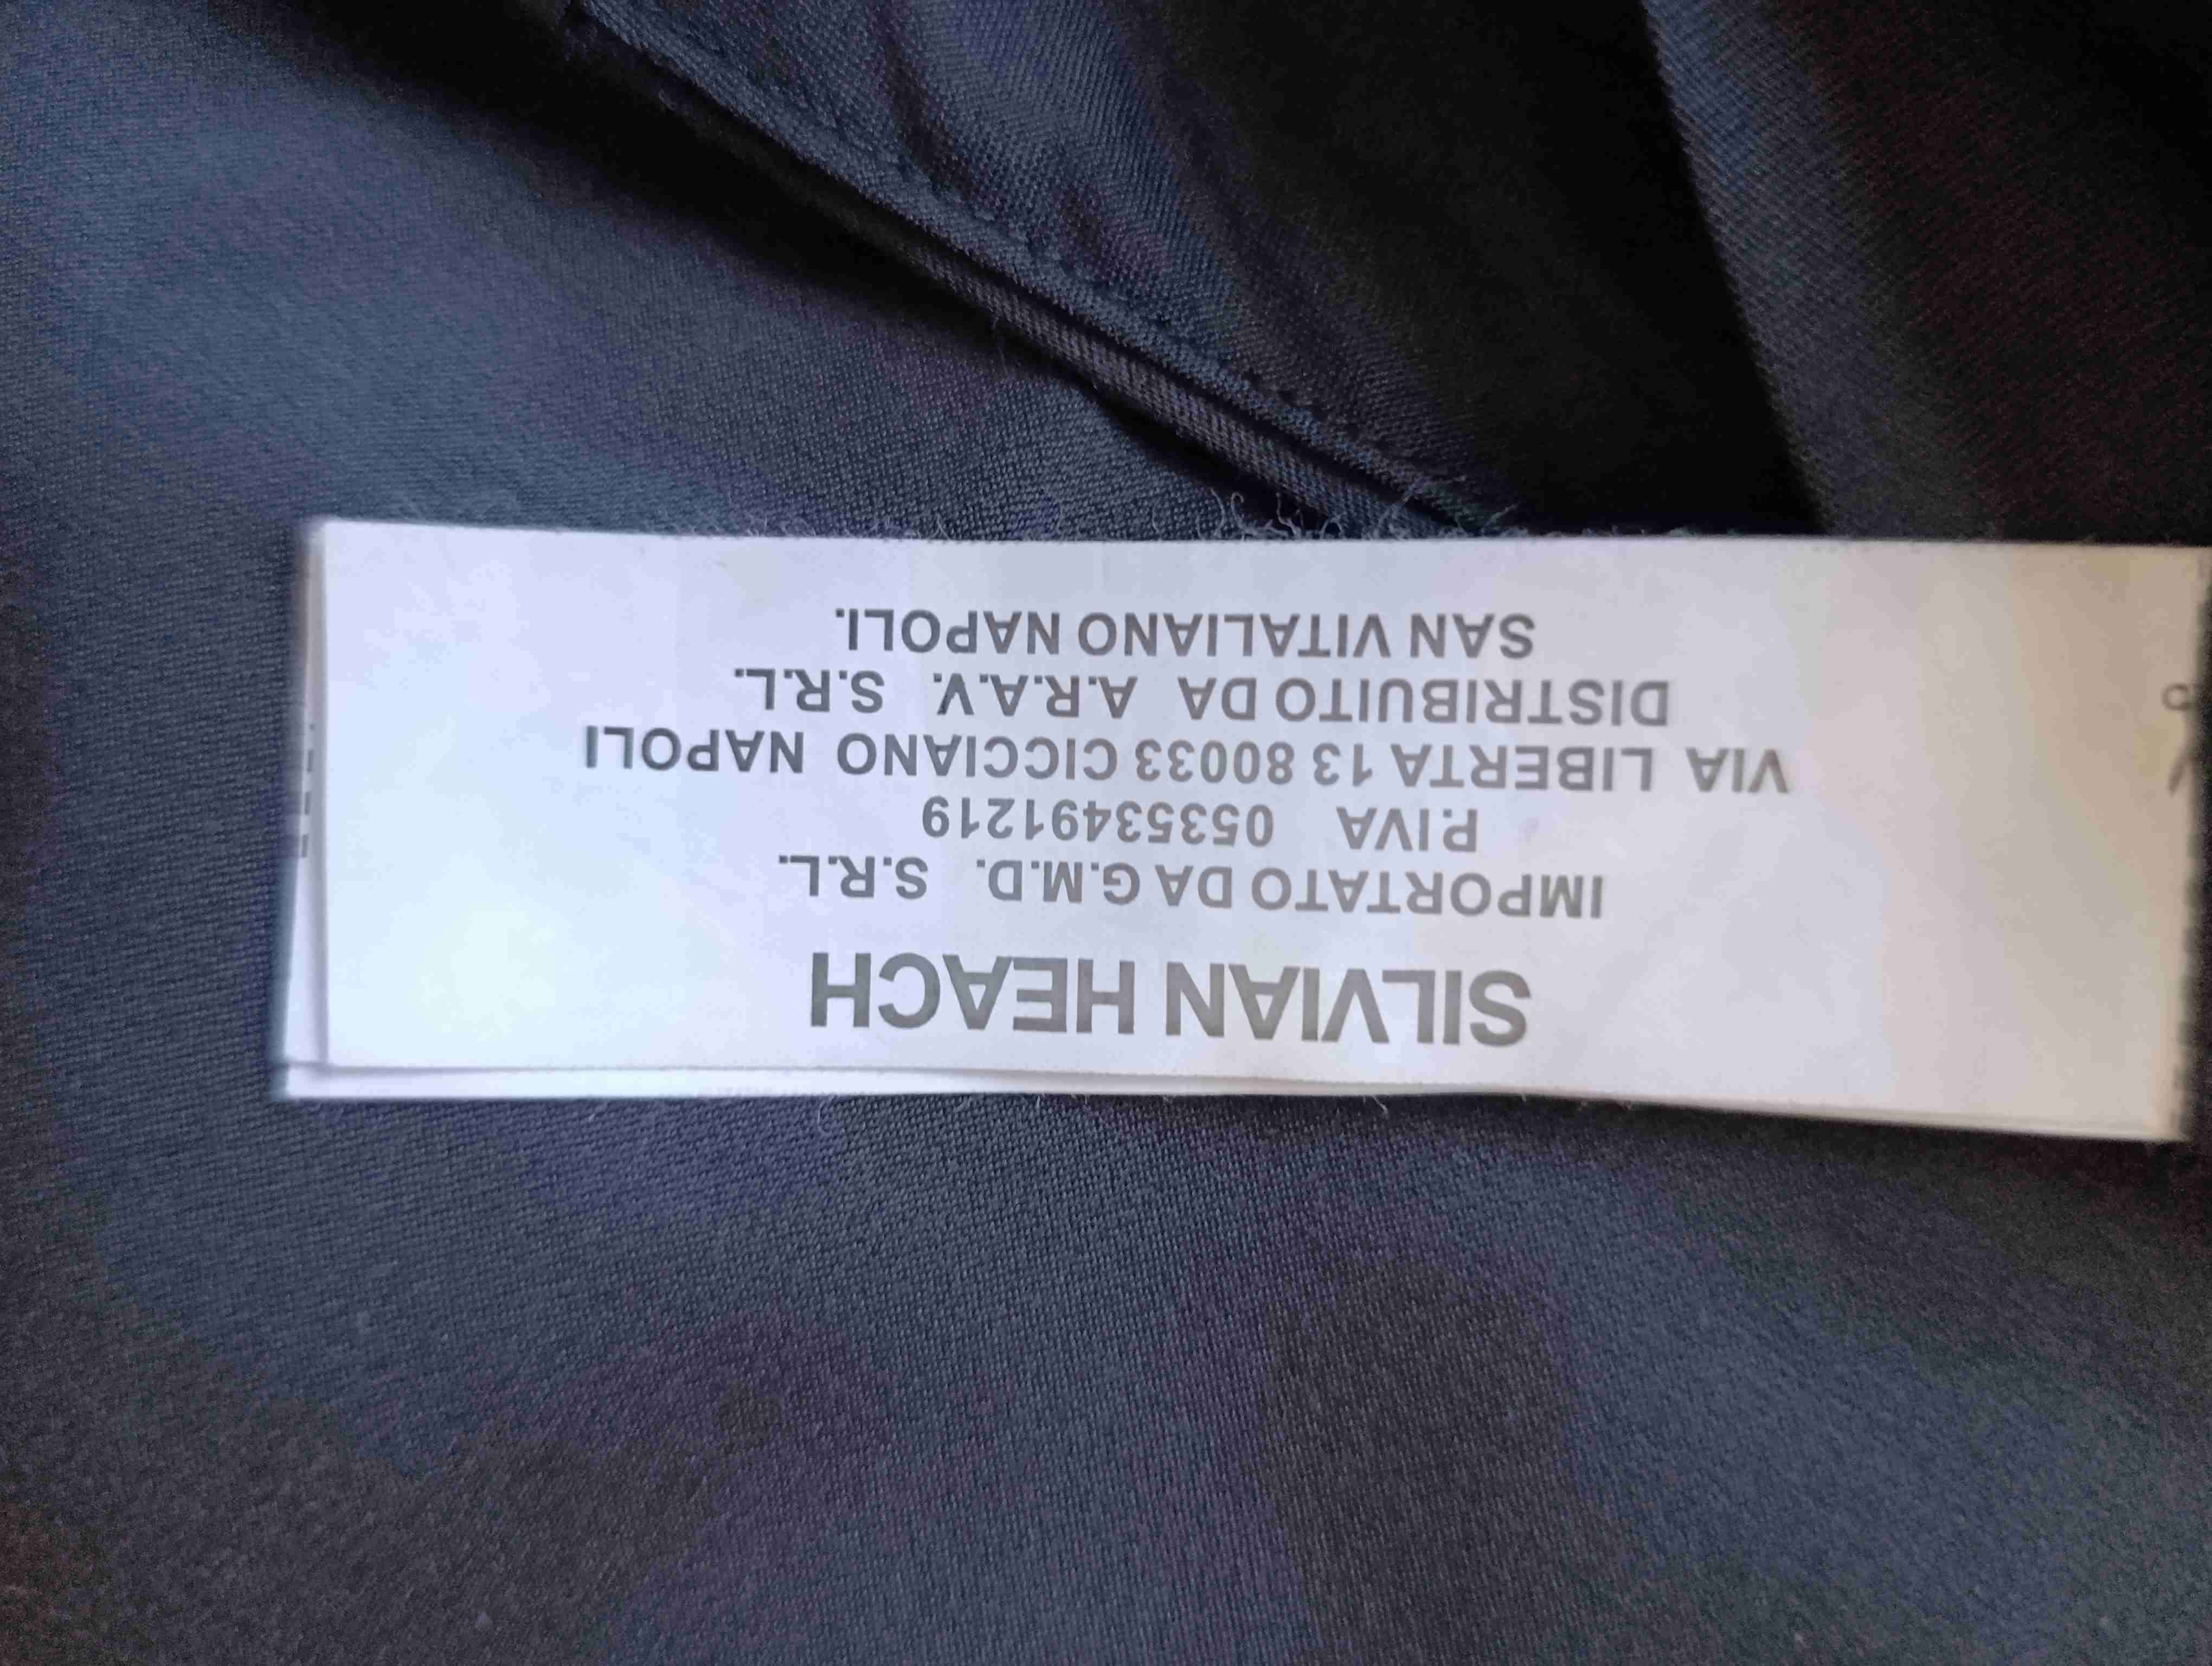 SILVIAN HEACH
IMPORTATO DA G.M.D. S.R.L.
P.IVA 05353491219
VIA LIBERTA 13 80033 CICCIANO NAPOLI
DISTRIBUITO DA A.R.A.V. S.R.L.
SAN VITALIANO NAPOLI.